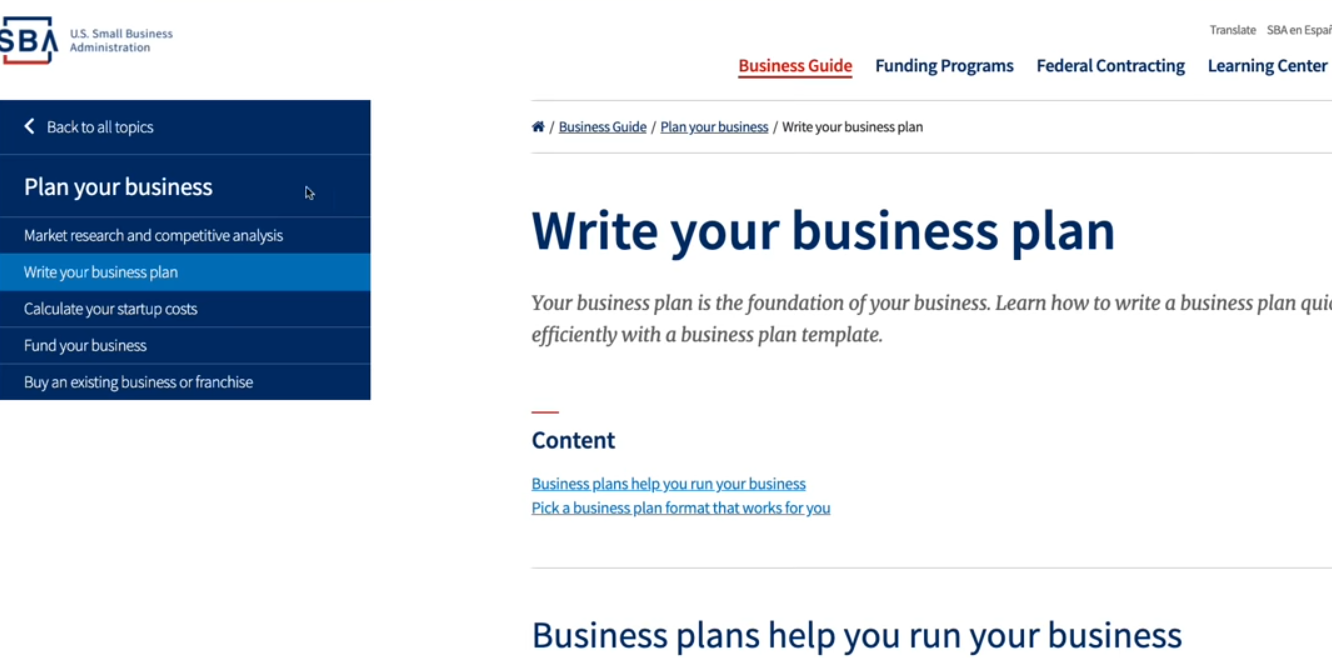 SBA
U.S. Small Business
Administration
Translate SBA en
Business Guide Funding Programs Federal Contracting Learning Center
Back to all topics
Plan your business
Market research and competitive analysis
Write your business plan
Calculate your startup costs
Fund your business
Buy an existing business or franchise
/ Business Guide / Plan your business / Write your business plan
Write your business plan
Your business plan is the foundation of your business. Learn how to write a business plan
efficiently with a business plan template.
Content
Business plans help you run your business
Pick a business plan format that works for you
Business plans help you run your business